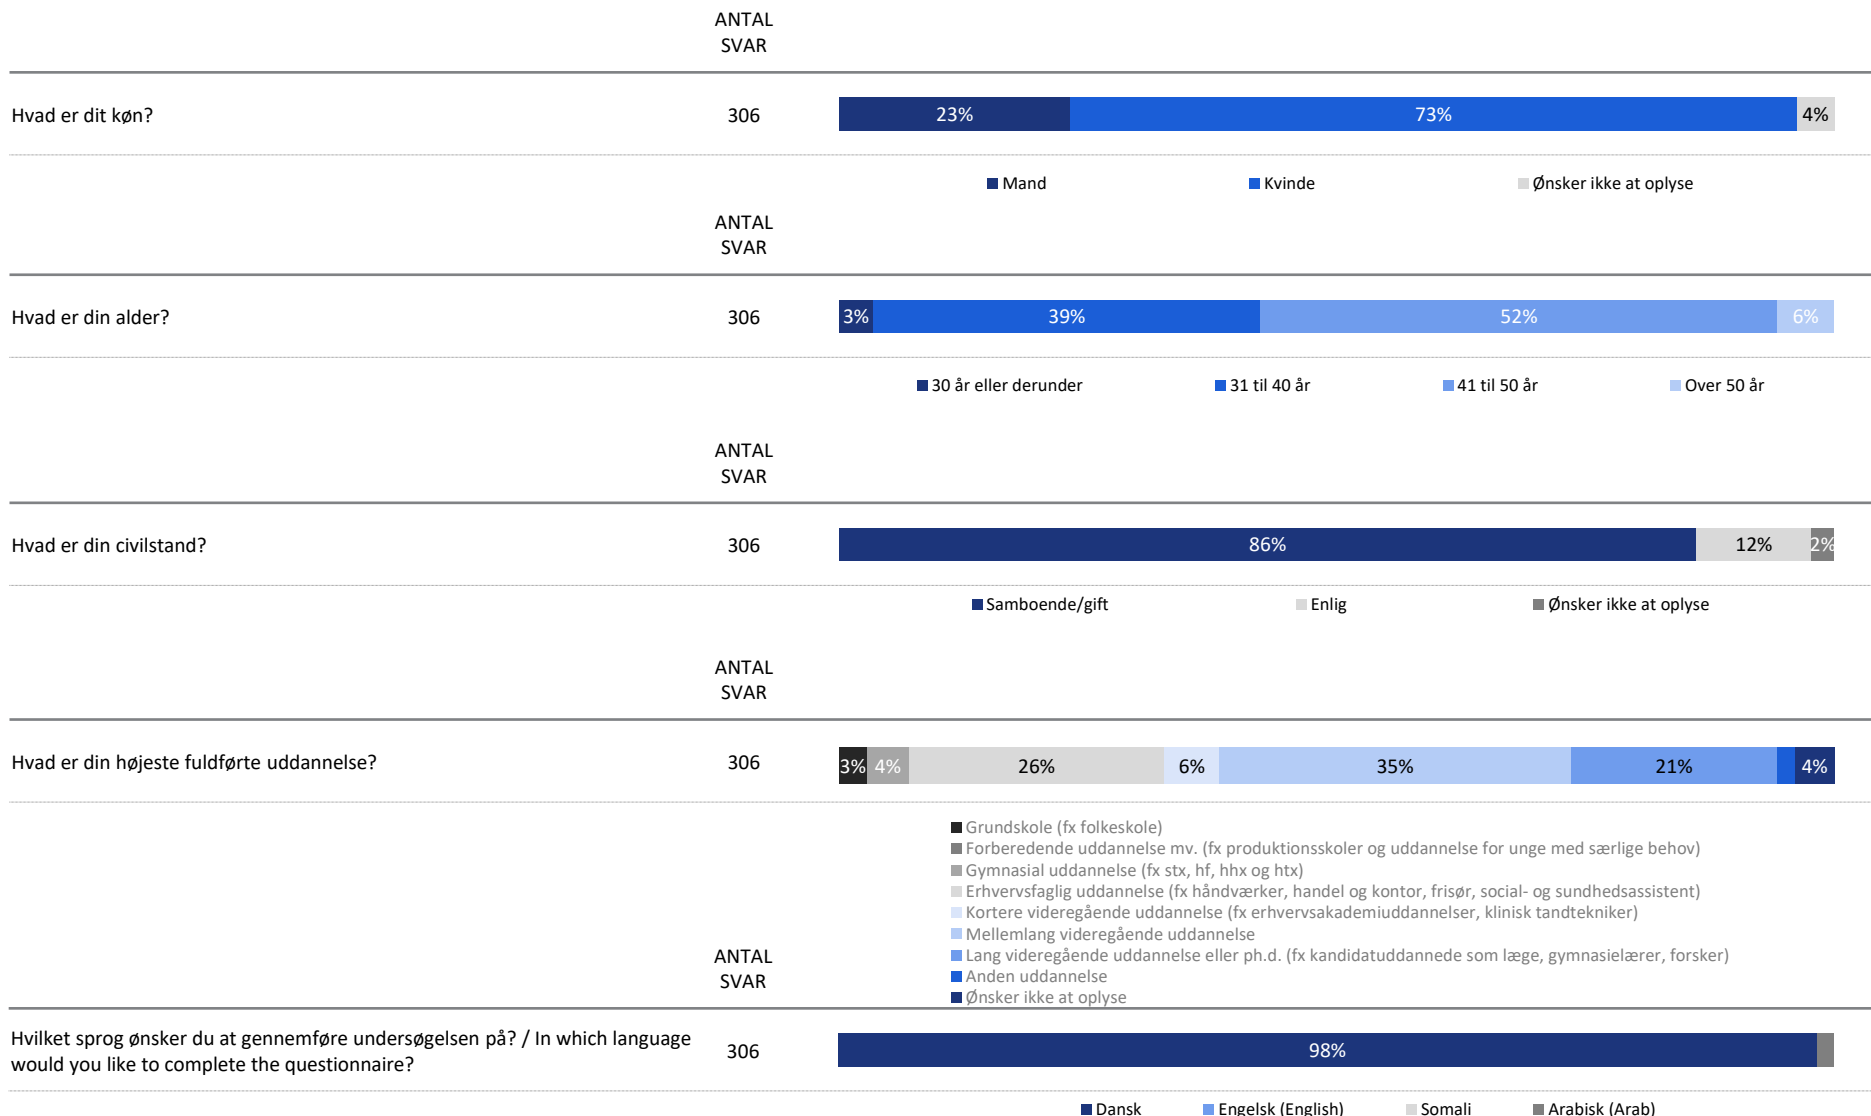 ANTAL
SVAR
Hvad er dit køn?
306
23%
73%
4%
Mand
Kvinde
Ønsker ikke at oplyse
ANTAL
SVAR
Hvad er din alder?
306
3%
39%
52%
6%
30 år eller derunder
31 til 40 år
41 til 50 år
Over 50 år
ANTAL
SVAR
Hvad er din civilstand?
306
86%
12%
2%
Samboende/gift
Enlig
Ønsker ikke at oplyse
ANTAL
SVAR
Hvad er din højeste fuldførte uddannelse?
306
3%
4%
26%
6%
35%
21%
4%
Grundskole (fx folkeskole)
Forberedende uddannelse mv. (fx produktionsskoler og uddannelse for unge med særlige behov)
Gymnasial uddannelse (fx stx, hf, hhx og htx)
Erhvervsfaglig uddannelse (fx håndværker, handel og kontor, frisør, social- og sundhedsassistent)
Kortere videregående uddannelse (fx erhvervsakademiuddannelser, klinisk tandtekniker)
Mellemlang videregående uddannelse
Lang videregående uddannelse eller ph.d. (fx kandidatuddannede som læge, gymnasielærer, forsker)
Anden uddannelse
Ønsker ikke at oplyse
ANTAL
SVAR
Hvilket sprog ønsker du at gennemføre undersøgelsen på? / In which language
would you like to complete the questionnaire?
306
98%
Dansk
Engelsk (English)
Somali
Arabisk (Arab)